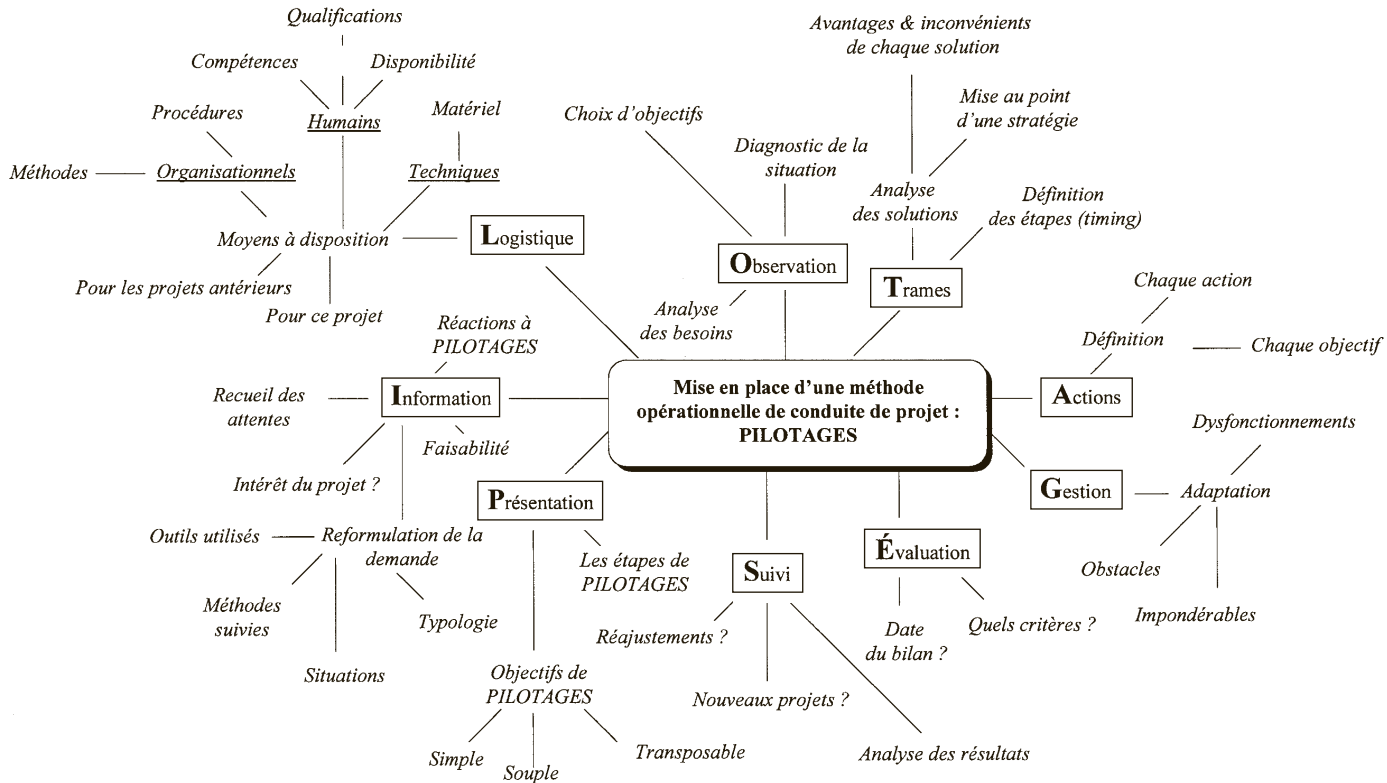 Qualifications
Compétences
Disponibilité
Procédures
Humains
Matériel
Méthodes
Organisationnels
Techniques
Moyens à disposition
Logistique
Pour les projets antérieurs
Pour ce projet
Avantages & inconvénients
de chaque solution
Choix d'objectifs
Mise au point
d'une stratégie
Diagnostic de la
situation
Analyse
des solutions
Définition
des étapes (timing)
Observation
Trames
Analyse
des besoins
Chaque action
Définition
Chaque objectif
Actions
Réactions à
PILOTAGES
Recueil des
attentes
Information
Faisabilité
Intérêt du projet ?
Mise en place d'une méthode
opérationnelle de conduite de projet :
PILOTAGES
Dysfonctionnements
Gestion
Adaptation
Obstacles
Impondérables
Présentation
Outils utilisés
Reformulation de la
demande
Les étapes de
PILOTAGES
Méthodes
suivies
Typologie
Situations
Objectifs de
PILOTAGES
Simple
Souple
Transposable
Suivi
Réajustements ?
Nouveaux projets ?
Analyse des résultats
Évaluation
Date
du bilan ?
Quels critères ?